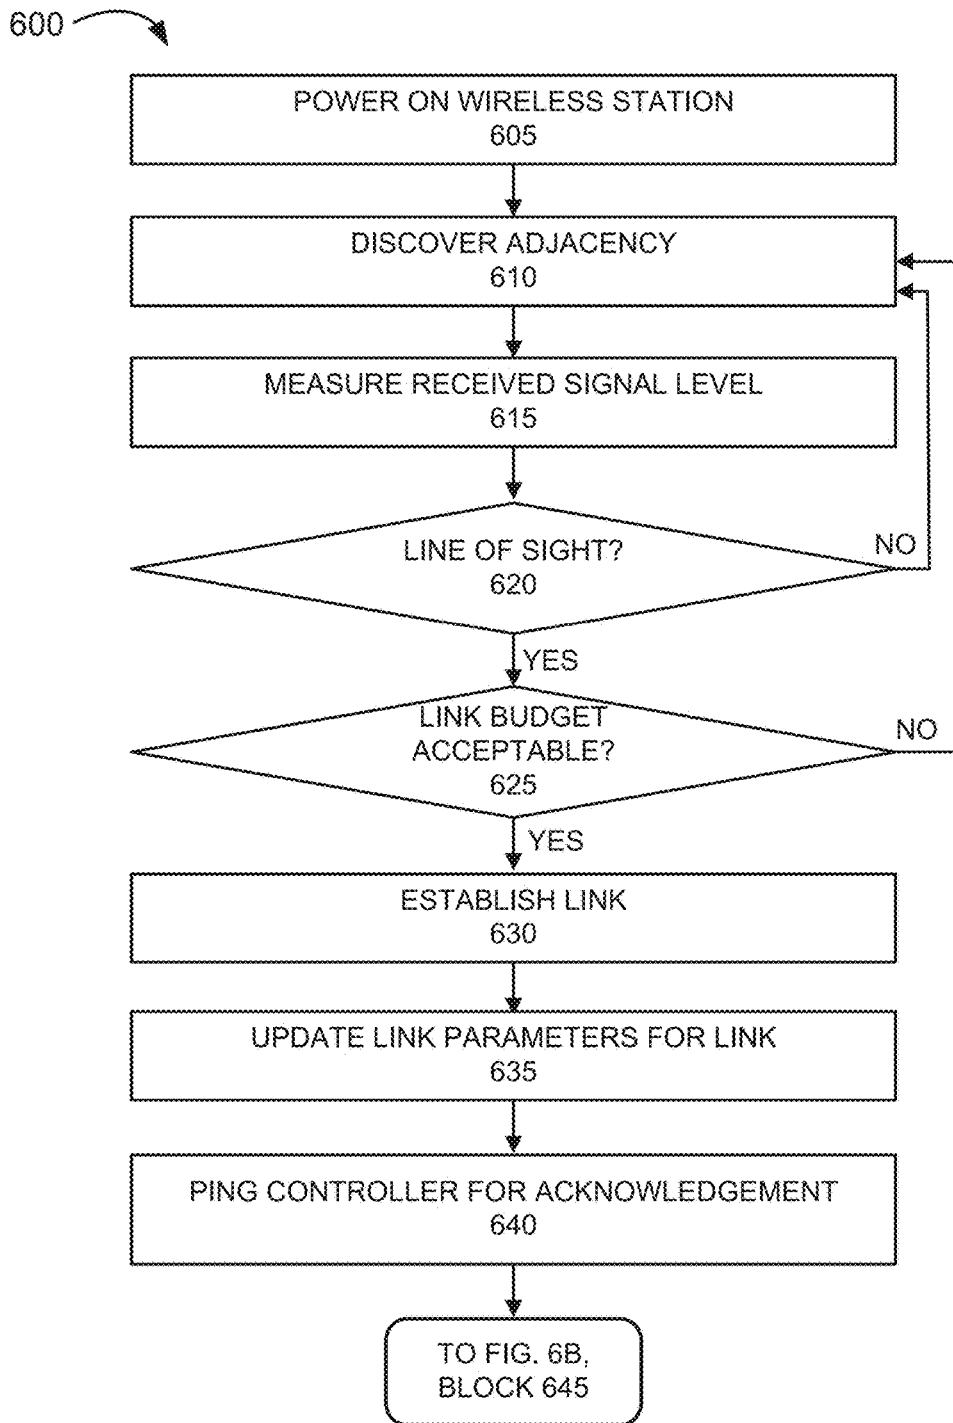 600
POWER ON WIRELESS STATION
605
DISCOVER ADJACENCY
610
MEASURE RECEIVED SIGNAL LEVEL
615
LINE OF SIGHT?
620
NO
YES
LINK BUDGET
ACCEPTABLE?
625
NO
YES
ESTABLISH LINK
630
UPDATE LINK PARAMETERS FOR LINK
635
PING CONTROLLER FOR ACKNOWLEDGEMENT
640
TO FIG. 6B,
BLOCK 645